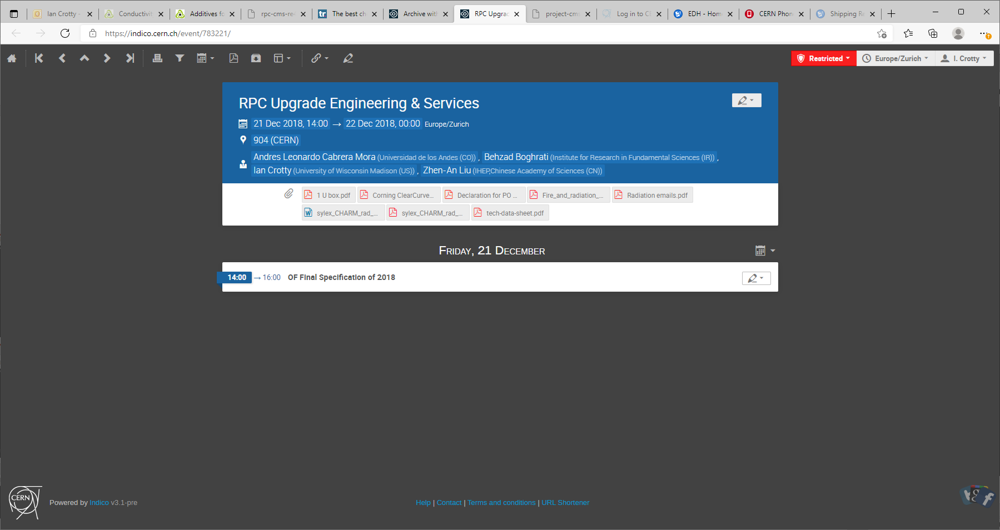 Ian Crotty -
Conductivit
Additives fo
rpc-cms-re
The best ch
Archive with
RPC Upgrad
project-cms
Log in to CE
EDH - Hom
CERN Phon
Shipping Re
https://indico.cern.ch/event/783221/
Restricted
Europe/Zurich
I. Crotty
RPC Upgrade Engineering & Services
21 Dec 2018, 14:00 → 22 Dec 2018, 00:00 Europe/Zurich
904 (CERN)
Andres Leonardo Cabrera Mora (Universidad de los Andes (CO)) , Behzad Boghrati (Institute for Research in Fundamental Sciences (IR)) ,
Ian Crotty (University of Wisconsin Madison (US)) , Zhen-An Liu (IHEP,Chinese Academy of Sciences (CN))
1 U box.pdf Corning ClearCurve... Declaration for PO ... Fire_and_radiation_... Radiation emails.pdf
sylex_CHARM_rad_... sylex_CHARM_rad_... tech-data-sheet.pdf
Friday, 21 December
14:00 → 16:00 OF Final Specification of 2018
CERN
Powered by Indico v3.1-pre
Help | Contact | Terms and conditions | URL Shortener